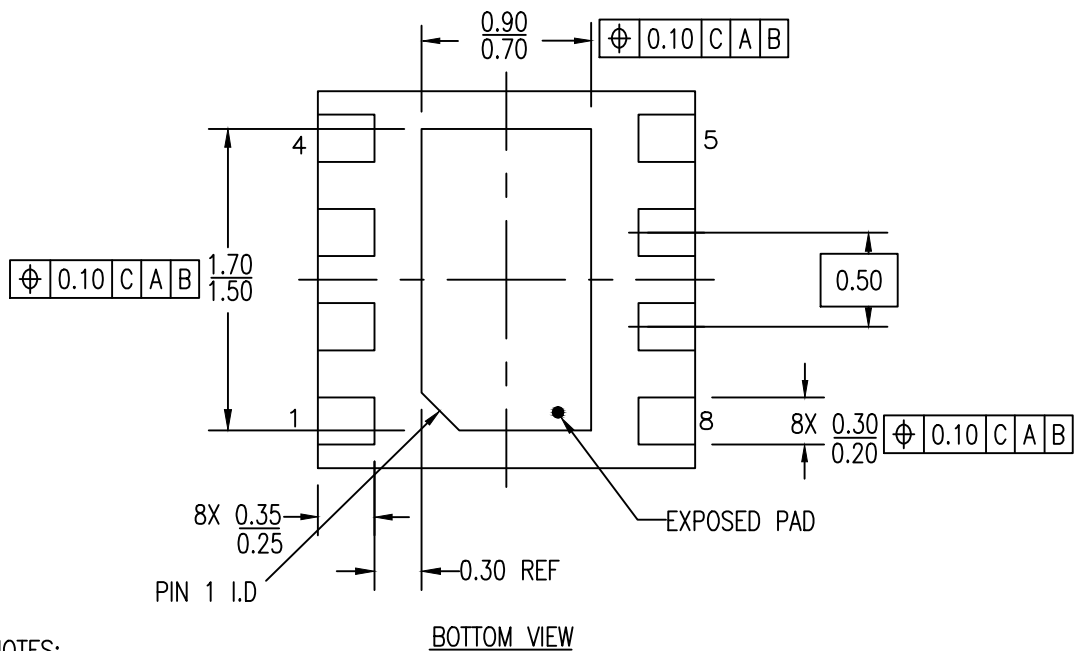 0.90
0.70
⌖ 0.10 C A B
4
5
⌖ 0.10 C A B
1.70
1.50
0.50
1
8
8X 0.30
0.20
⌖ 0.10 C A B
8X 0.35
0.25
EXPOSED PAD
0.30 REF
PIN 1 I.D
BOTTOM VIEW
NOTES: